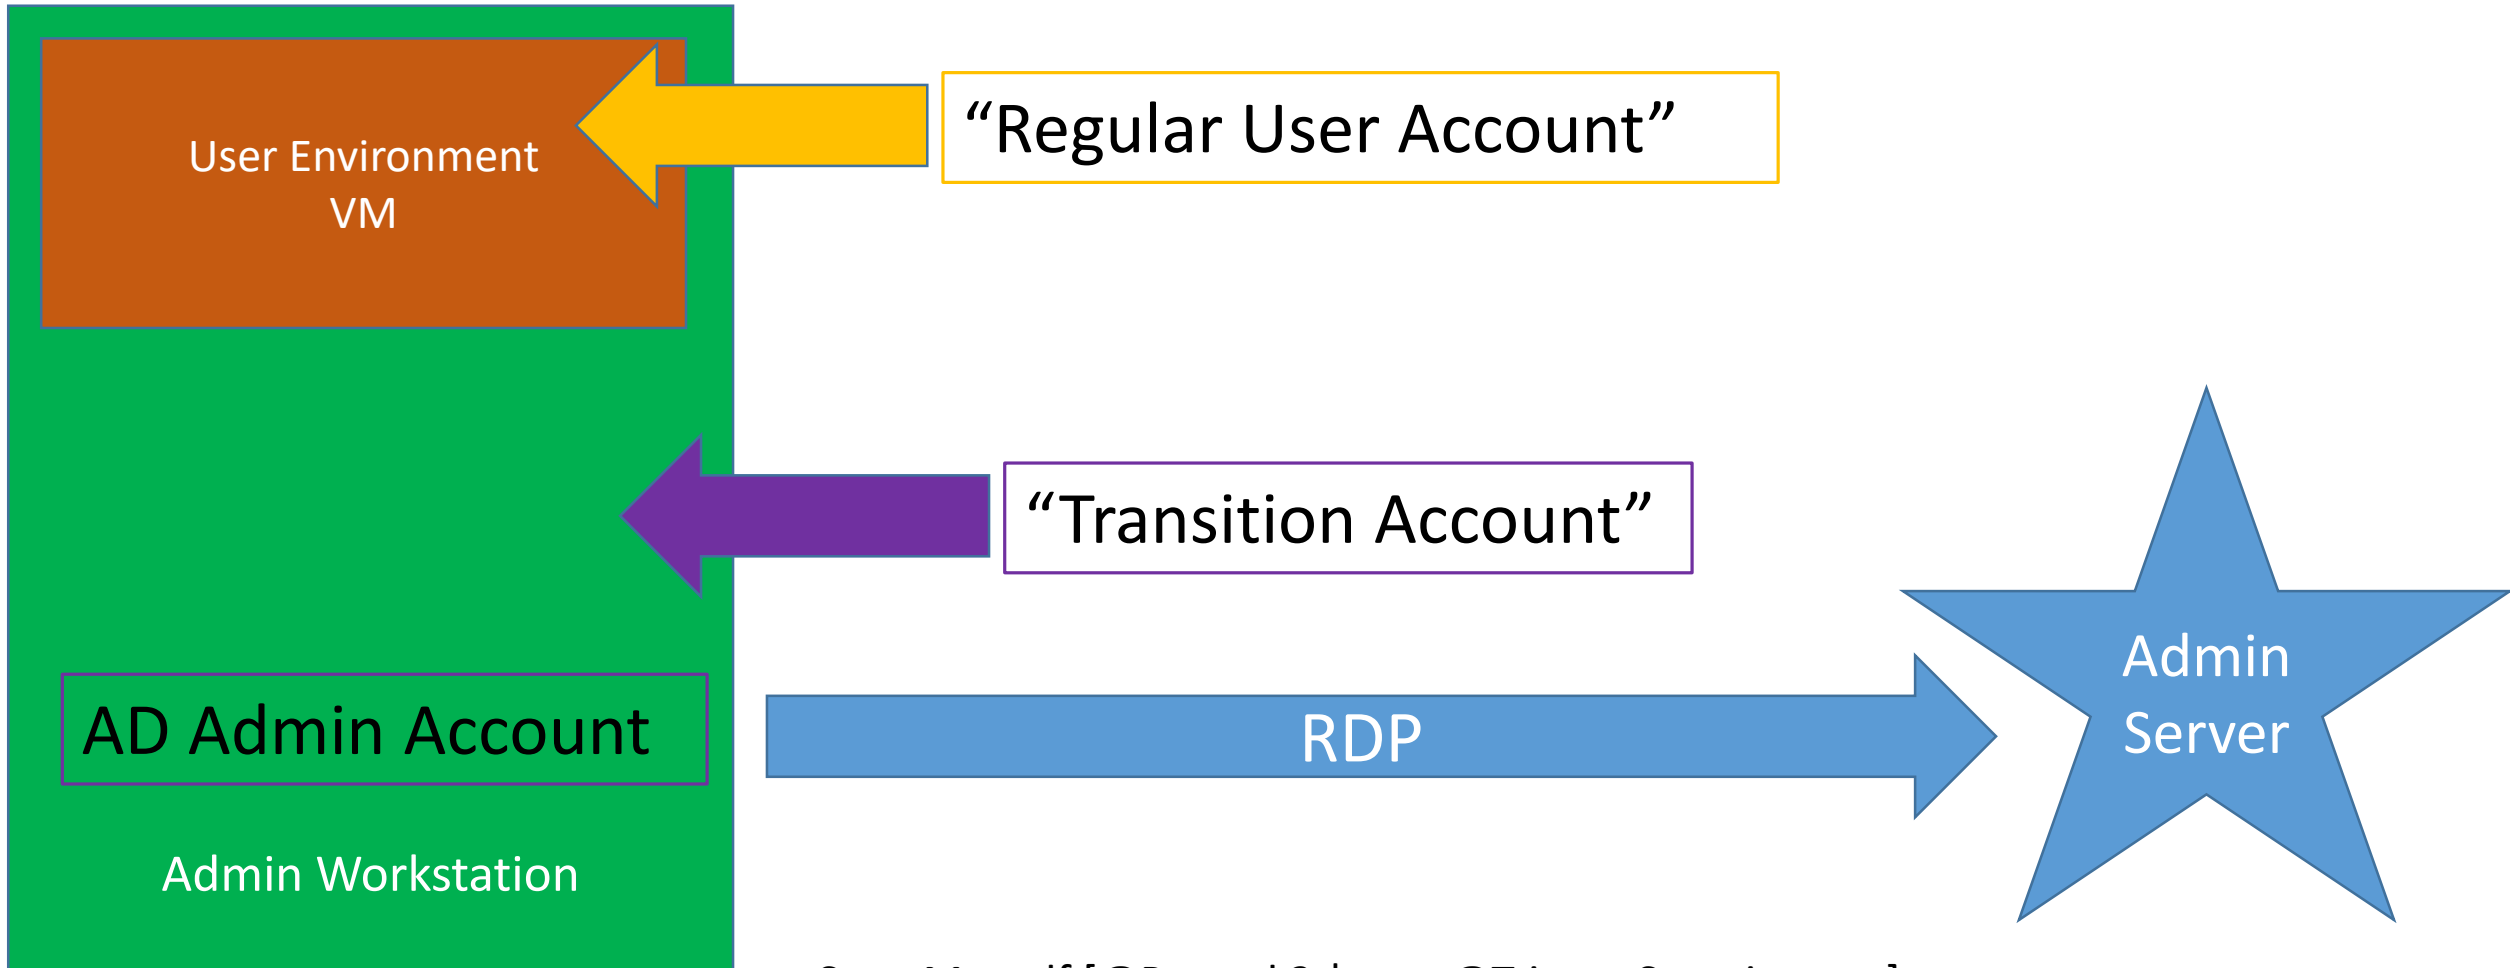 User Environment
VM
“Regular User Account”
“Transition Account”
AD Admin Account
RDP
Admin
Server
Admin Workstation